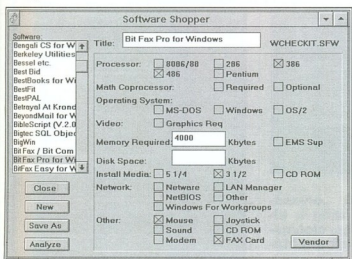 Software Shopper
Software:
Bengali CS for W
Berkeley Utilities
Bessel etc.
Best Bid
BestBooks for Wi
BestFit
BestPAL
Betrayal At Krond
BeyondMail for W
BibleScript (V.2.0
Bigtec SQL Objec
BigWin
BitFax / Bit Com
Bit Fax Pro for Wi
BitFax Easy for W
Close
New
Save As
Analyze
Title: Bit Fax Pro for Windows WCHECKIT.SFW
Processor: 8086/88 286 386
486 Pentium
Math Coprocessor: Required Optional
Operating System:
MS-DOS Windows OS/2
Video: Graphics Req
Memory Required: 4000 Kbytes EMS Sup
Disk Space: Kbytes
Install Media: 5 1/4 3 1/2 CD ROM
Network: Netware LAN Manager
NetBIOS Other
Windows For Workgroups
Other: Mouse Joystick
Sound CD ROM
Modem FAX Card
Vendor